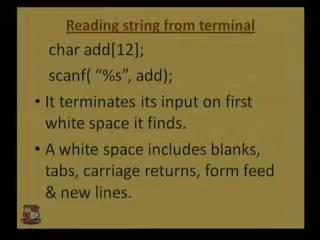 Reading string from terminal
char add[12];
scanf( “%s”, add);
• It terminates its input on first
white space it finds.
• A white space includes blanks,
tabs, carriage returns, form feed
& new lines.